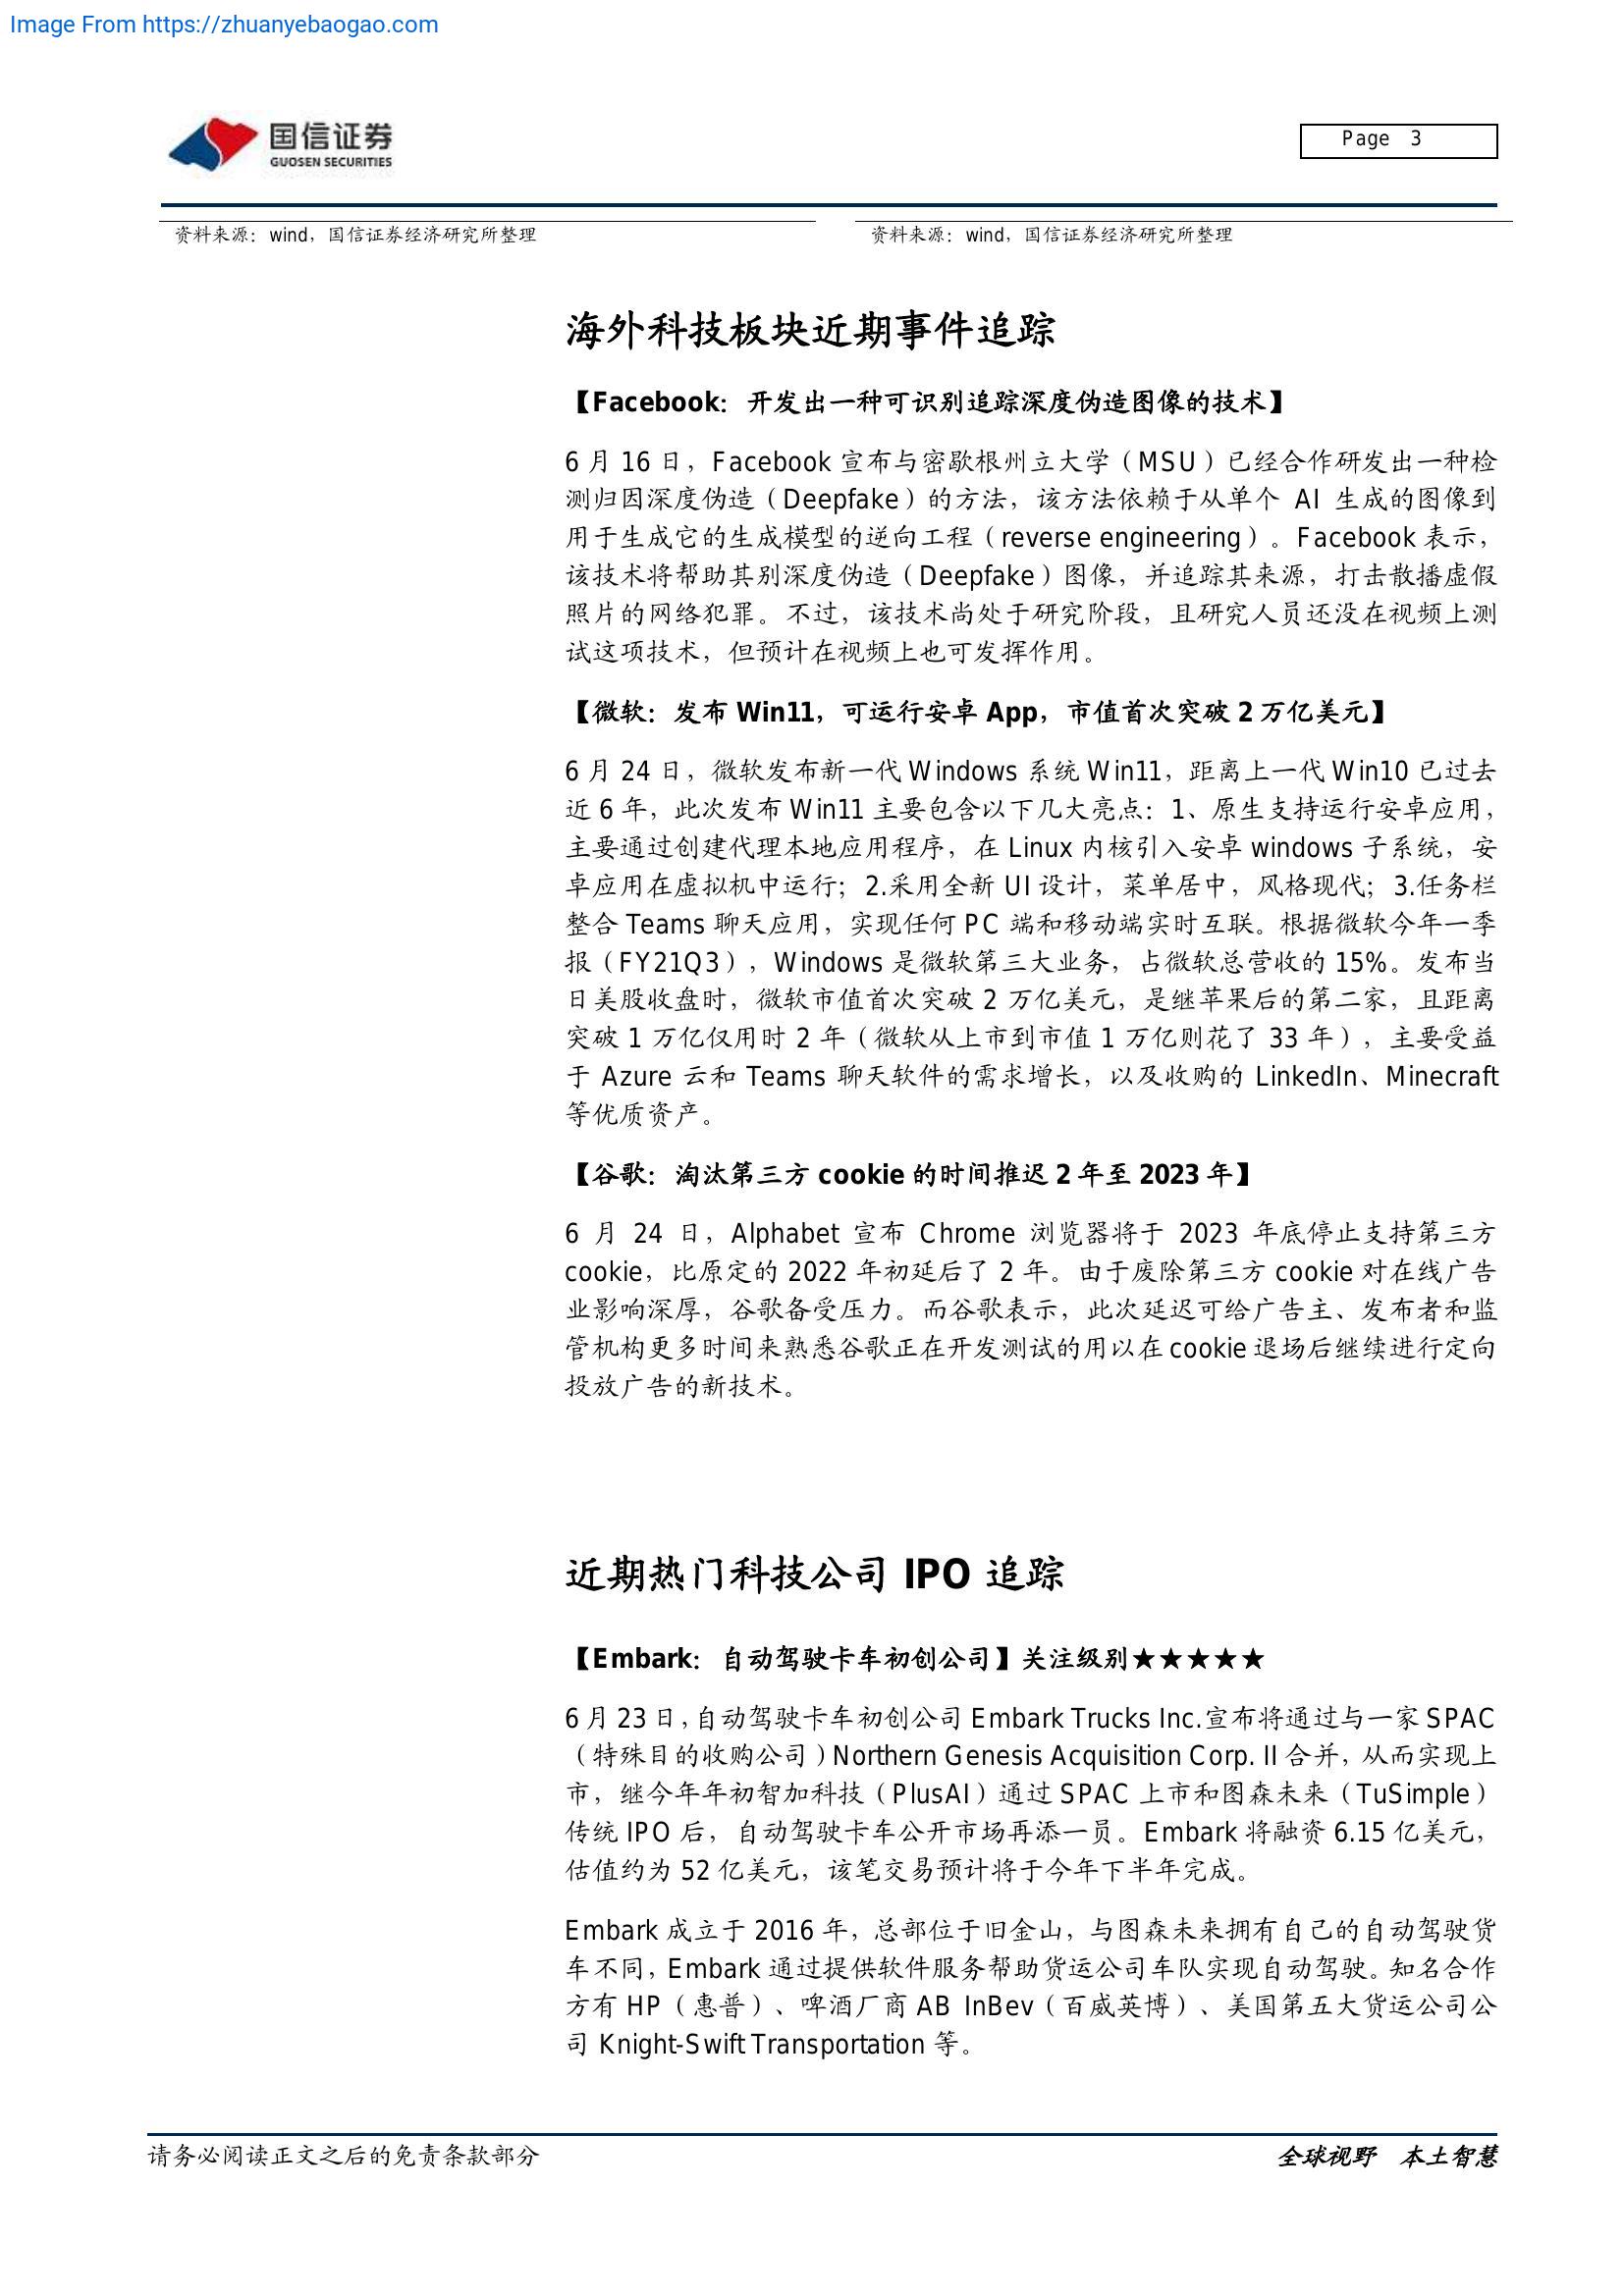 Image From https://zhuanyebaogao.com
国信证券
GUOSEN SECURITIES
Page 3
资料来源：wind，国信证券经济研究所整理
资料来源：wind，国信证券经济研究所整理
海外科技板块近期事件追踪
【Facebook：开发出一种可识别追踪深度伪造图像的技术】
6 月 16 日，Facebook 宣布与密歇根州立大学（MSU）已经合作研发出一种检
测归因深度伪造（Deepfake）的方法，该方法依赖于从单个 AI 生成的图像到
用于生成它的生成模型的逆向工程（reverse engineering）。Facebook 表示，
该技术将帮助其别深度伪造（Deepfake）图像，并追踪其来源，打击散播虚假
照片的网络犯罪。不过，该技术尚处于研究阶段，且研究人员还没在视频上测
试这项技术，但预计在视频上也可发挥作用。
【微软：发布 Win11，可运行安卓 App，市值首次突破 2 万亿美元】
6 月 24 日，微软发布新一代 Windows 系统 Win11，距离上一代 Win10 已过去
近 6 年，此次发布 Win11 主要包含以下几大亮点：1、原生支持运行安卓应用，
主要通过创建代理本地应用程序，在 Linux 内核引入安卓 windows 子系统，安
卓应用在虚拟机中运行；2.采用全新 UI 设计，菜单居中，风格现代；3.任务栏
整合 Teams 聊天应用，实现任何 PC 端和移动端实时互联。根据微软今年一季
报（FY21Q3），Windows 是微软第三大业务，占微软总营收的 15%。发布当
日美股收盘时，微软市值首次突破 2 万亿美元，是继苹果后的第二家，且距离
突破 1 万亿仅用时 2 年（微软从上市到市值 1 万亿则花了 33 年），主要受益
于 Azure 云和 Teams 聊天软件的需求增长，以及收购的 LinkedIn、Minecraft
等优质资产。
【谷歌：淘汰第三方 cookie 的时间推迟 2 年至 2023 年】
6 月 24 日，Alphabet 宣布 Chrome 浏览器将于 2023 年底停止支持第三方
cookie，比原定的 2022 年初延后了 2 年。由于废除第三方 cookie 对在线广告
业影响深厚，谷歌备受压力。而谷歌表示，此次延迟可给广告主、发布者和监
管机构更多时间来熟悉谷歌正在开发测试的用以在 cookie 退场后继续进行定向
投放广告的新技术。
近期热门科技公司 IPO 追踪
【Embark：自动驾驶卡车初创公司】关注级别★★★★★
6 月 23 日，自动驾驶卡车初创公司 Embark Trucks Inc.宣布将通过与一家 SPAC
（特殊目的收购公司）Northern Genesis Acquisition Corp. II 合并，从而实现上
市，继今年年初智加科技（PlusAI）通过 SPAC 上市和图森未来（TuSimple）
传统 IPO 后，自动驾驶卡车公开市场再添一员。Embark 将融资 6.15 亿美元，
估值约为 52 亿美元，该笔交易预计将于今年下半年完成。
Embark 成立于 2016 年，总部位于旧金山，与图森未来拥有自己的自动驾驶货
车不同，Embark 通过提供软件服务帮助货运公司车队实现自动驾驶。知名合作
方有 HP（惠普）、啤酒厂商 AB InBev（百威英博）、美国第五大货运公司公
司 Knight-Swift Transportation 等。
请务必阅读正文之后的免责条款部分
全球视野 本土智慧